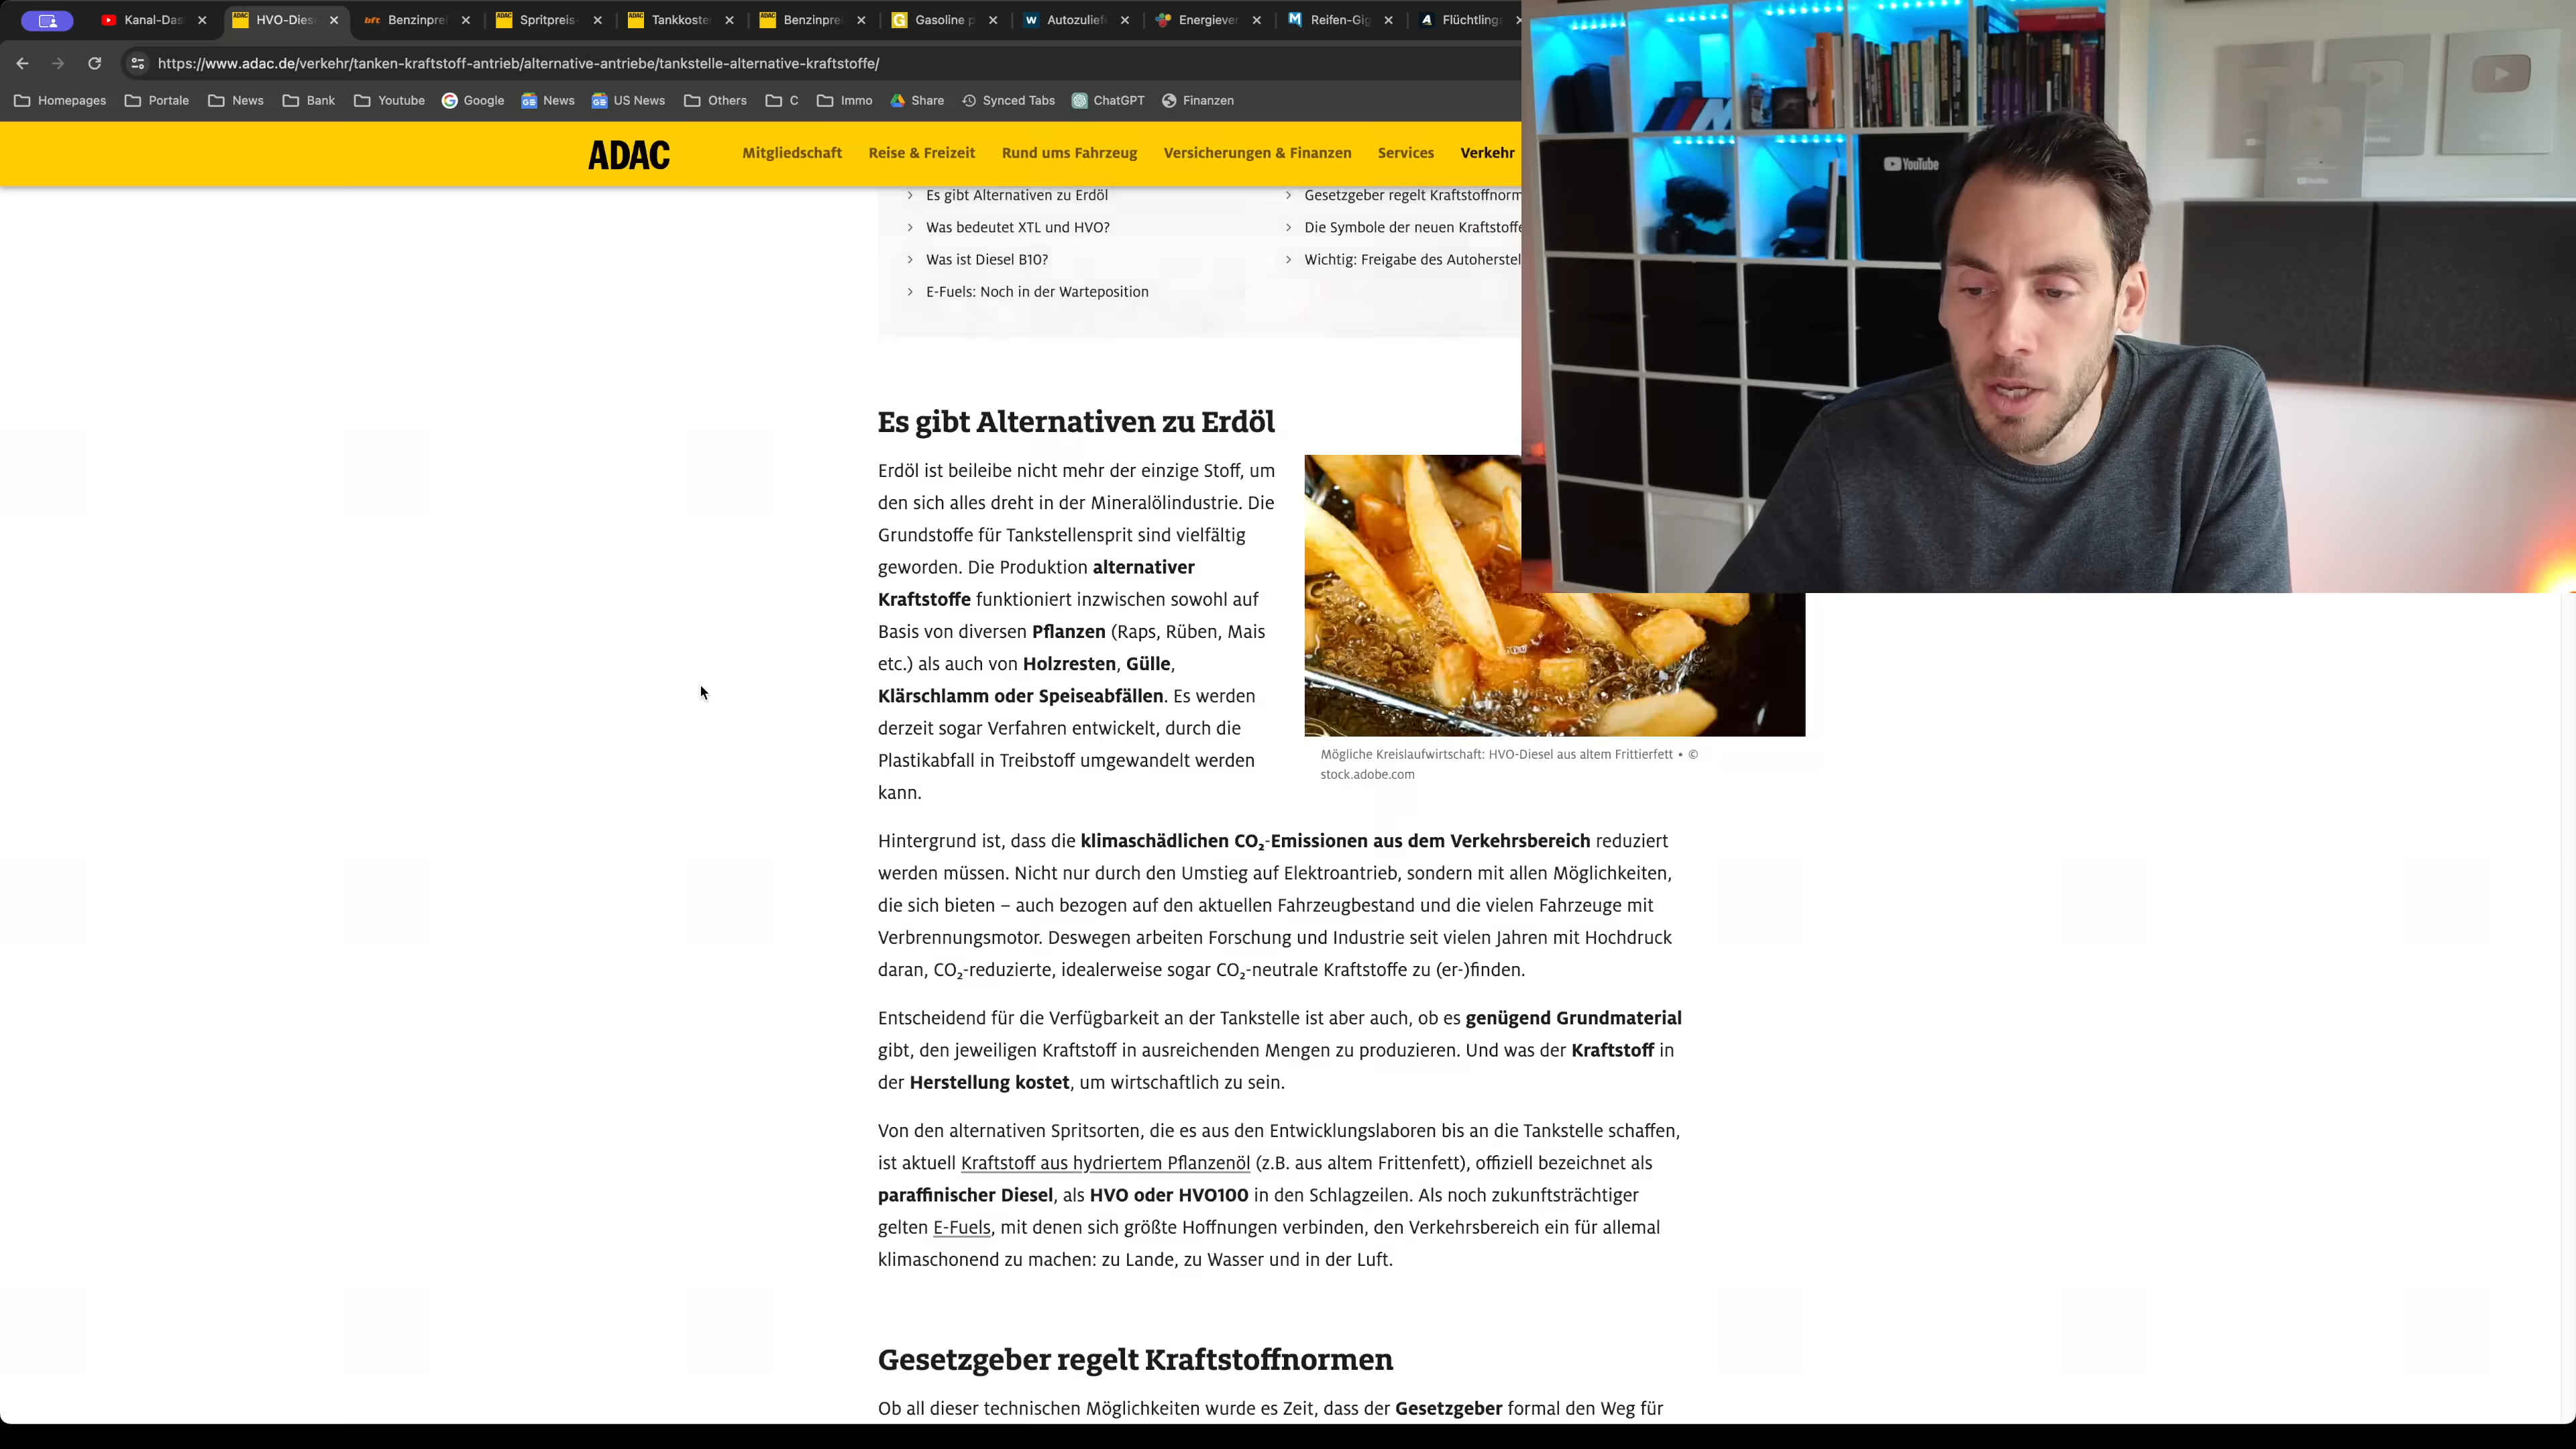 Kanal-Das
HVO-Dies
bft Benzinprei
Spritpreis-
Tankkoste
Benzinprei
Gasoline p
Autozulief
Energiever
Reifen-Gig
Flüchtling
https://www.adac.de/verkehr/tanken-kraftstoff-antrieb/alternative-antriebe/tankstelle-alternative-kraftstoffe/
Homepages
Portale
News
Bank
Youtube
Google
News
US News
Others
C
Immo
Share
Synced Tabs
ChatGPT
Finanzen
ADAC
Mitgliedschaft
Reise & Freizeit
Rund ums Fahrzeug
Versicherungen & Finanzen
Services
Verkehr
Es gibt Alternativen zu Erdöl
Was bedeutet XTL und HVO?
Was ist Diesel B10?
E-Fuels: Noch in der Warteposition
Gesetzgeber regelt Kraftstoffnorm
Die Symbole der neuen Kraftstoffe
Wichtig: Freigabe des Autoherstel
YouTube
Es gibt Alternativen zu Erdöl
Erdöl ist beileibe nicht mehr der einzige Stoff, um
den sich alles dreht in der Mineralölindustrie. Die
Grundstoffe für Tankstellensprit sind vielfältig
geworden. Die Produktion alternativer
Kraftstoffe funktioniert inzwischen sowohl auf
Basis von diversen Pflanzen (Raps, Rüben, Mais
etc.) als auch von Holzresten, Gülle,
Klärschlamm oder Speiseabfällen. Es werden
derzeit sogar Verfahren entwickelt, durch die
Plastikabfall in Treibstoff umgewandelt werden
kann.
Mögliche Kreislaufwirtschaft: HVO-Diesel aus altem Frittierfett • ©
stock.adobe.com
Hintergrund ist, dass die klimaschädlichen CO₂-Emissionen aus dem Verkehrsbereich reduziert
werden müssen. Nicht nur durch den Umstieg auf Elektroantrieb, sondern mit allen Möglichkeiten,
die sich bieten – auch bezogen auf den aktuellen Fahrzeugbestand und die vielen Fahrzeuge mit
Verbrennungsmotor. Deswegen arbeiten Forschung und Industrie seit vielen Jahren mit Hochdruck
daran, CO₂-reduzierte, idealerweise sogar CO₂-neutrale Kraftstoffe zu (er-)finden.
Entscheidend für die Verfügbarkeit an der Tankstelle ist aber auch, ob es genügend Grundmaterial
gibt, den jeweiligen Kraftstoff in ausreichenden Mengen zu produzieren. Und was der Kraftstoff in
der Herstellung kostet, um wirtschaftlich zu sein.
Von den alternativen Spritsorten, die es aus den Entwicklungslaboren bis an die Tankstelle schaffen,
ist aktuell Kraftstoff aus hydriertem Pflanzenöl (z.B. aus altem Frittenfett), offiziell bezeichnet als
paraffinischer Diesel, als HVO oder HVO100 in den Schlagzeilen. Als noch zukunftsträchtiger
gelten E-Fuels, mit denen sich größte Hoffnungen verbinden, den Verkehrsbereich ein für allemal
klimaschonend zu machen: zu Lande, zu Wasser und in der Luft.
Gesetzgeber regelt Kraftstoffnormen
Ob all dieser technischen Möglichkeiten wurde es Zeit, dass der Gesetzgeber formal den Weg für